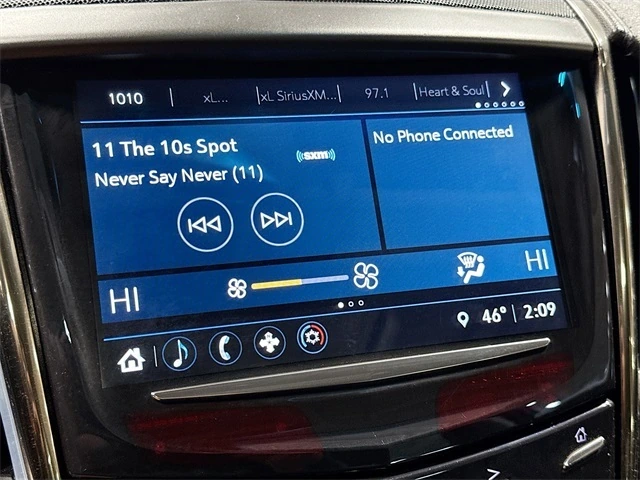 1010 xL... xL SiriusXM... 97.1 Heart & Soul
11 The 10s Spot
Never Say Never (11)
sxm
No Phone Connected
HI
HI
46° 2:09